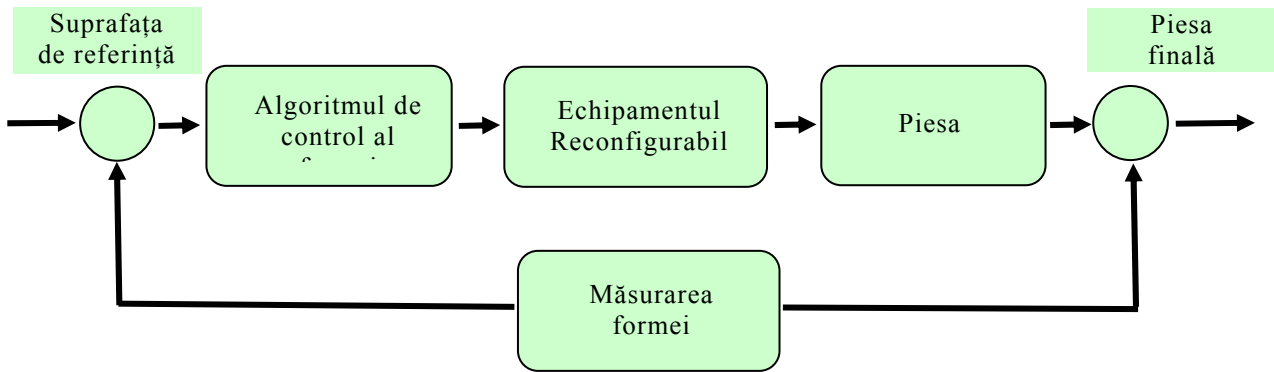 Suprafața
de referință
Piesa
finală
Algoritmul de
control al
Echipamentul
Reconfigurabil
Piesa
Măsurarea
formei